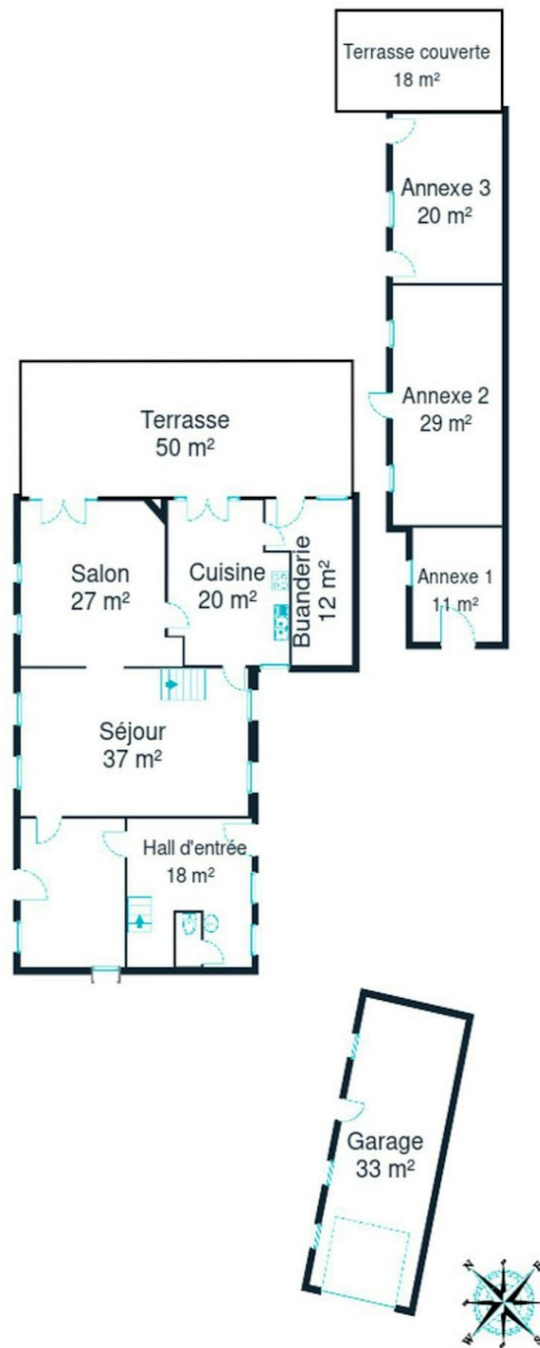 Terrasse couverte
18 m²
Annexe 3
20 m²
Annexe 2
29 m²
Annexe 1
11 m²
Terrasse
50 m²
Salon
27 m²
Cuisine
20 m²
Buanderie
12 m²
Séjour
37 m²
Hall d'entrée
18 m²
Garage
33 m²
N
E
W
S